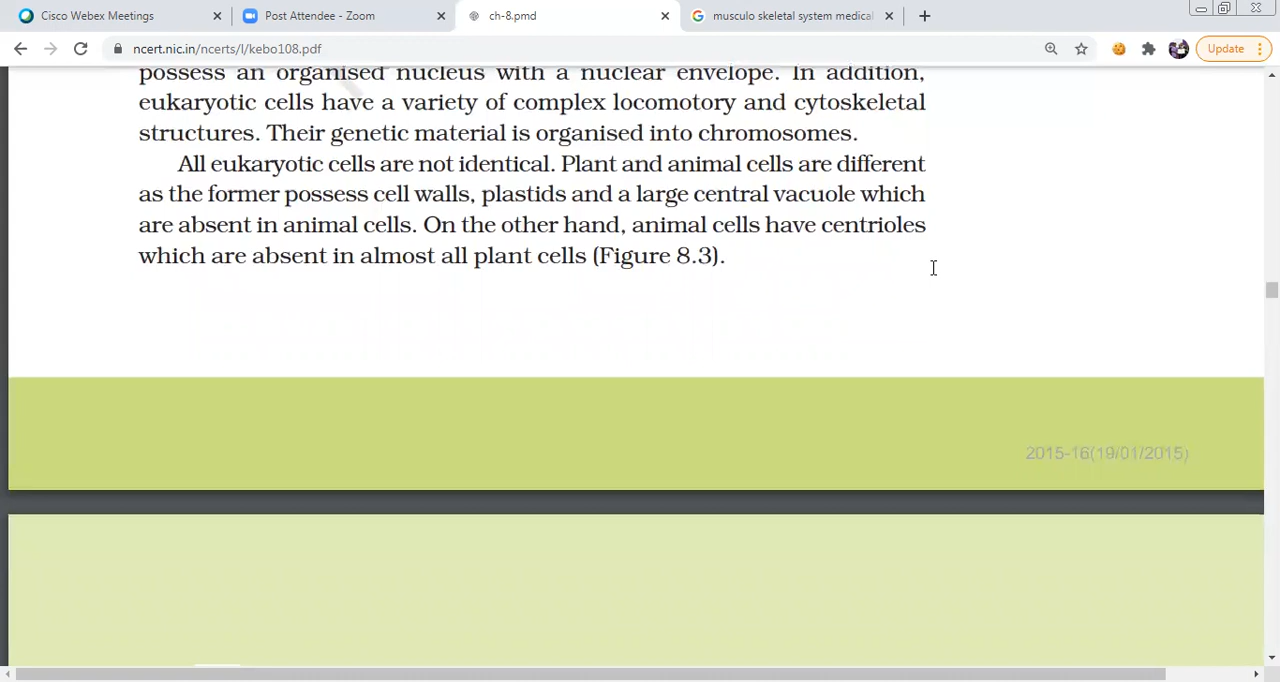 Cisco Webex Meetings
Post Attendee - Zoom
ch-8.pmd
musculo skeletal system medical
ncert.nic.in/ncerts/l/kebo108.pdf
Update
possess an organised nucleus with a nuclear envelope. In addition,
eukaryotic cells have a variety of complex locomotory and cytoskeletal
structures. Their genetic material is organised into chromosomes.
All eukaryotic cells are not identical. Plant and animal cells are different
as the former possess cell walls, plastids and a large central vacuole which
are absent in animal cells. On the other hand, animal cells have centrioles
which are absent in almost all plant cells (Figure 8.3).
2015-16(19/01/2015)